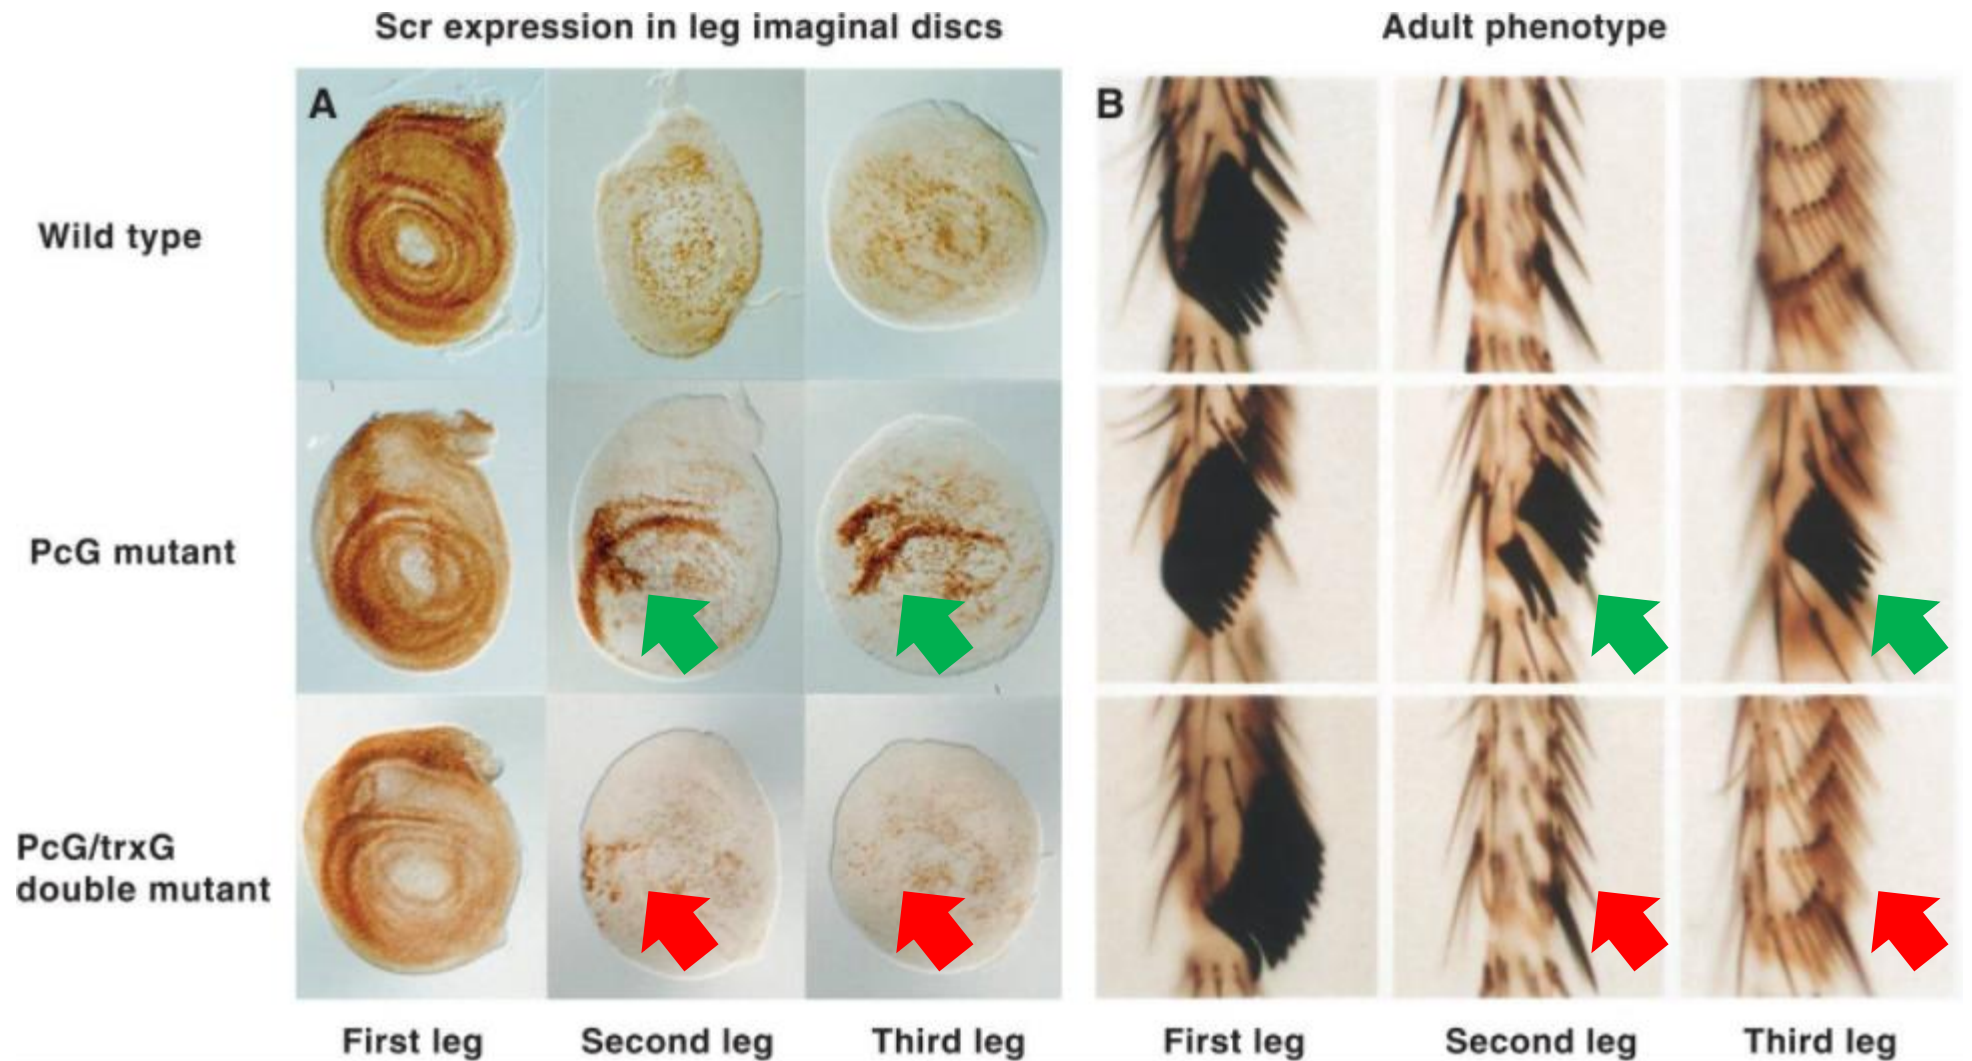 Scr expression in leg imaginal discs
Adult phenotype
A
B
Wild type
PcG mutant
PcG/trxG
double mutant
First leg
Second leg
Third leg
First leg
Second leg
Third leg